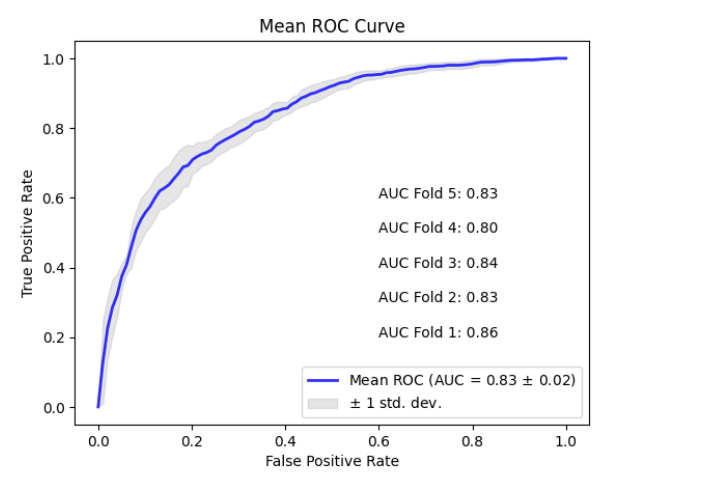 Mean ROC Curve
True Positive Rate
1.0
0.8
0.6
0.4
0.2
0.0
AUC Fold 5: 0.83
AUC Fold 4: 0.80
AUC Fold 3: 0.84
AUC Fold 2: 0.83
AUC Fold 1: 0.86
Mean ROC (AUC = 0.83 ± 0.02)
± 1 std. dev.
0.0 0.2 0.4 0.6 0.8 1.0
False Positive Rate